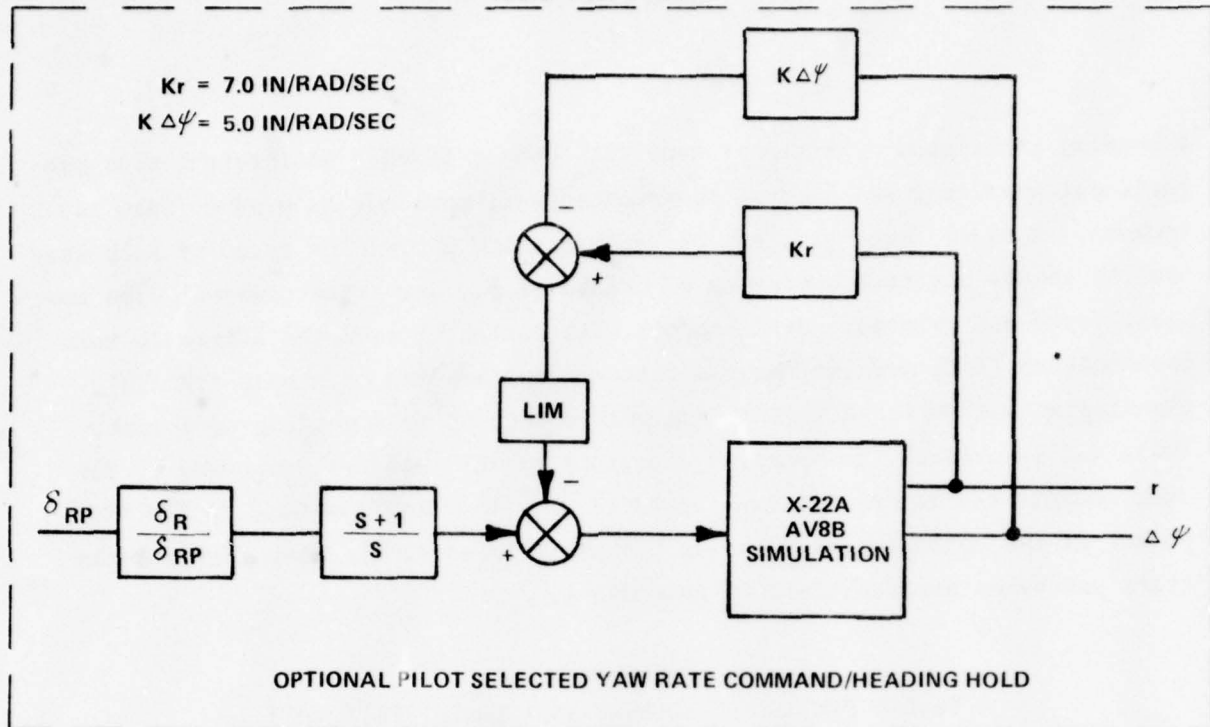 Kr = 7.0 IN/RAD/SEC
K Δψ = 5.0 IN/RAD/SEC
K Δψ
−
+
Kr
LIM
−
δRP
δR
δRP
S + 1
S
+
X-22A
AV8B
SIMULATION
r
Δ ψ
OPTIONAL PILOT SELECTED YAW RATE COMMAND/HEADING HOLD